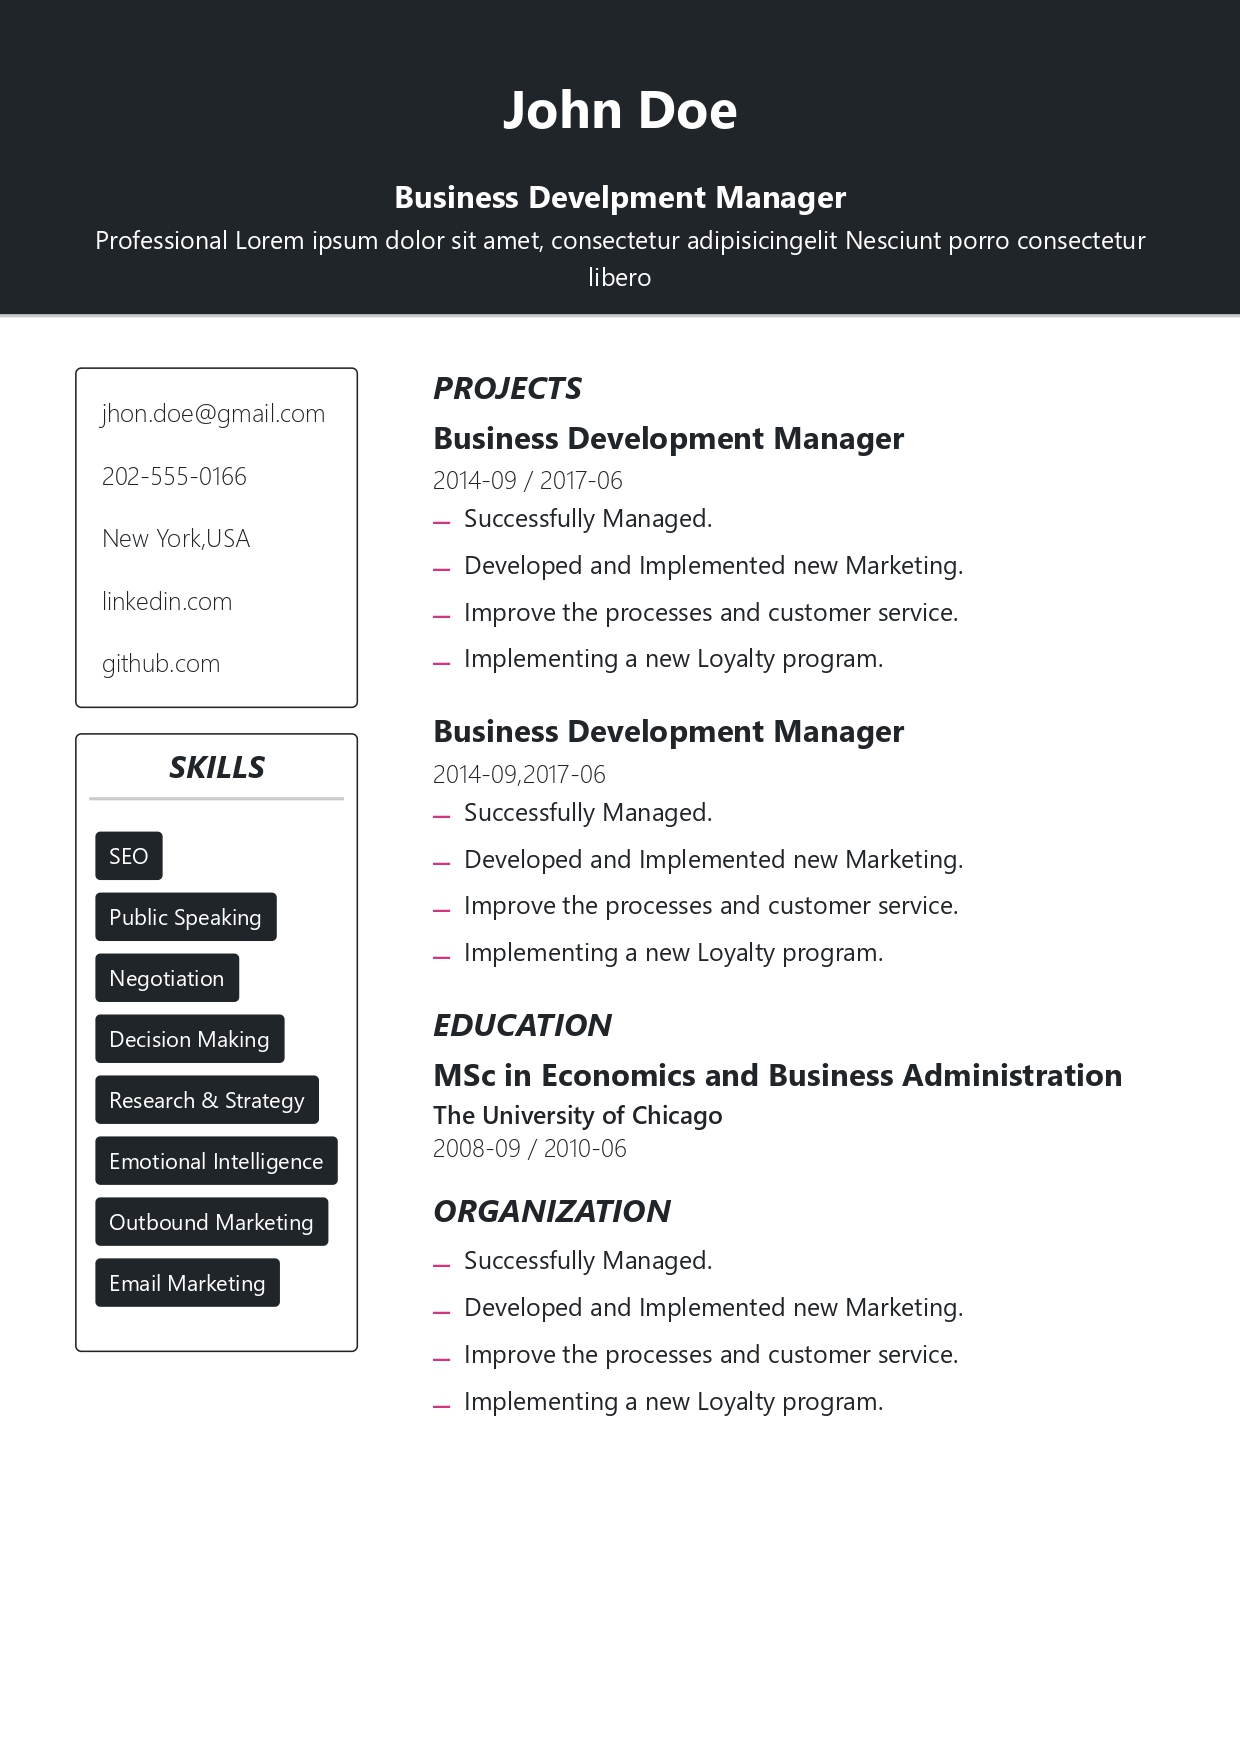 John Doe
Business Develpment Manager
Professional Lorem ipsum dolor sit amet, consectetur adipisicingelit Nesciunt porro consectetur
libero
jhon.doe@gmail.com
202-555-0166
New York,USA
linkedin.com
github.com
SKILLS
SEO
Public Speaking
Negotiation
Decision Making
Research & Strategy
Emotional Intelligence
Outbound Marketing
Email Marketing
PROJECTS
Business Development Manager
2014-09 / 2017-06
— Successfully Managed.
— Developed and Implemented new Marketing.
— Improve the processes and customer service.
— Implementing a new Loyalty program.
Business Development Manager
2014-09,2017-06
— Successfully Managed.
— Developed and Implemented new Marketing.
— Improve the processes and customer service.
— Implementing a new Loyalty program.
EDUCATION
MSc in Economics and Business Administration
The University of Chicago
2008-09 / 2010-06
ORGANIZATION
— Successfully Managed.
— Developed and Implemented new Marketing.
— Improve the processes and customer service.
— Implementing a new Loyalty program.